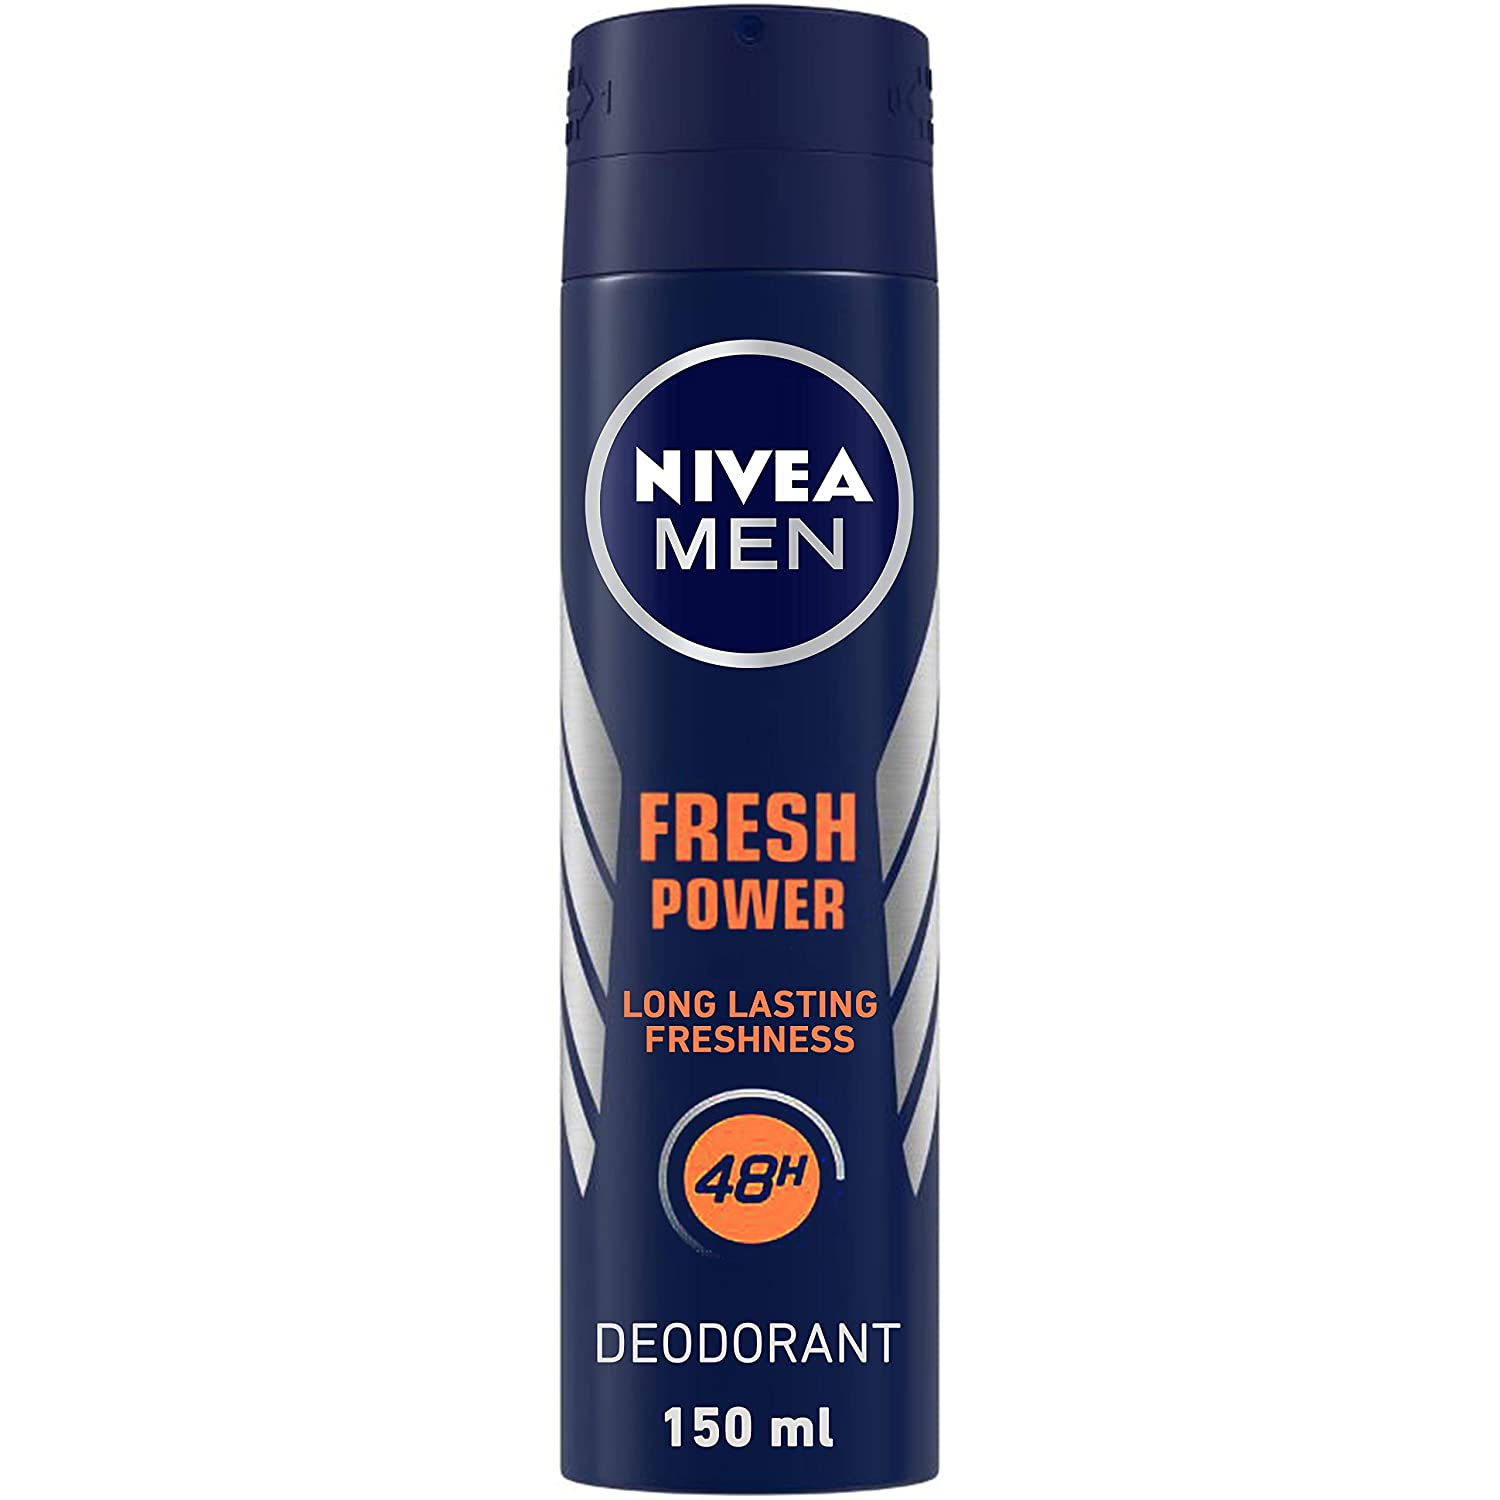 NIVEA
MEN
FRESH
POWER
LONG LASTING
FRESHNESS
48H
DEODORANT
150 ml